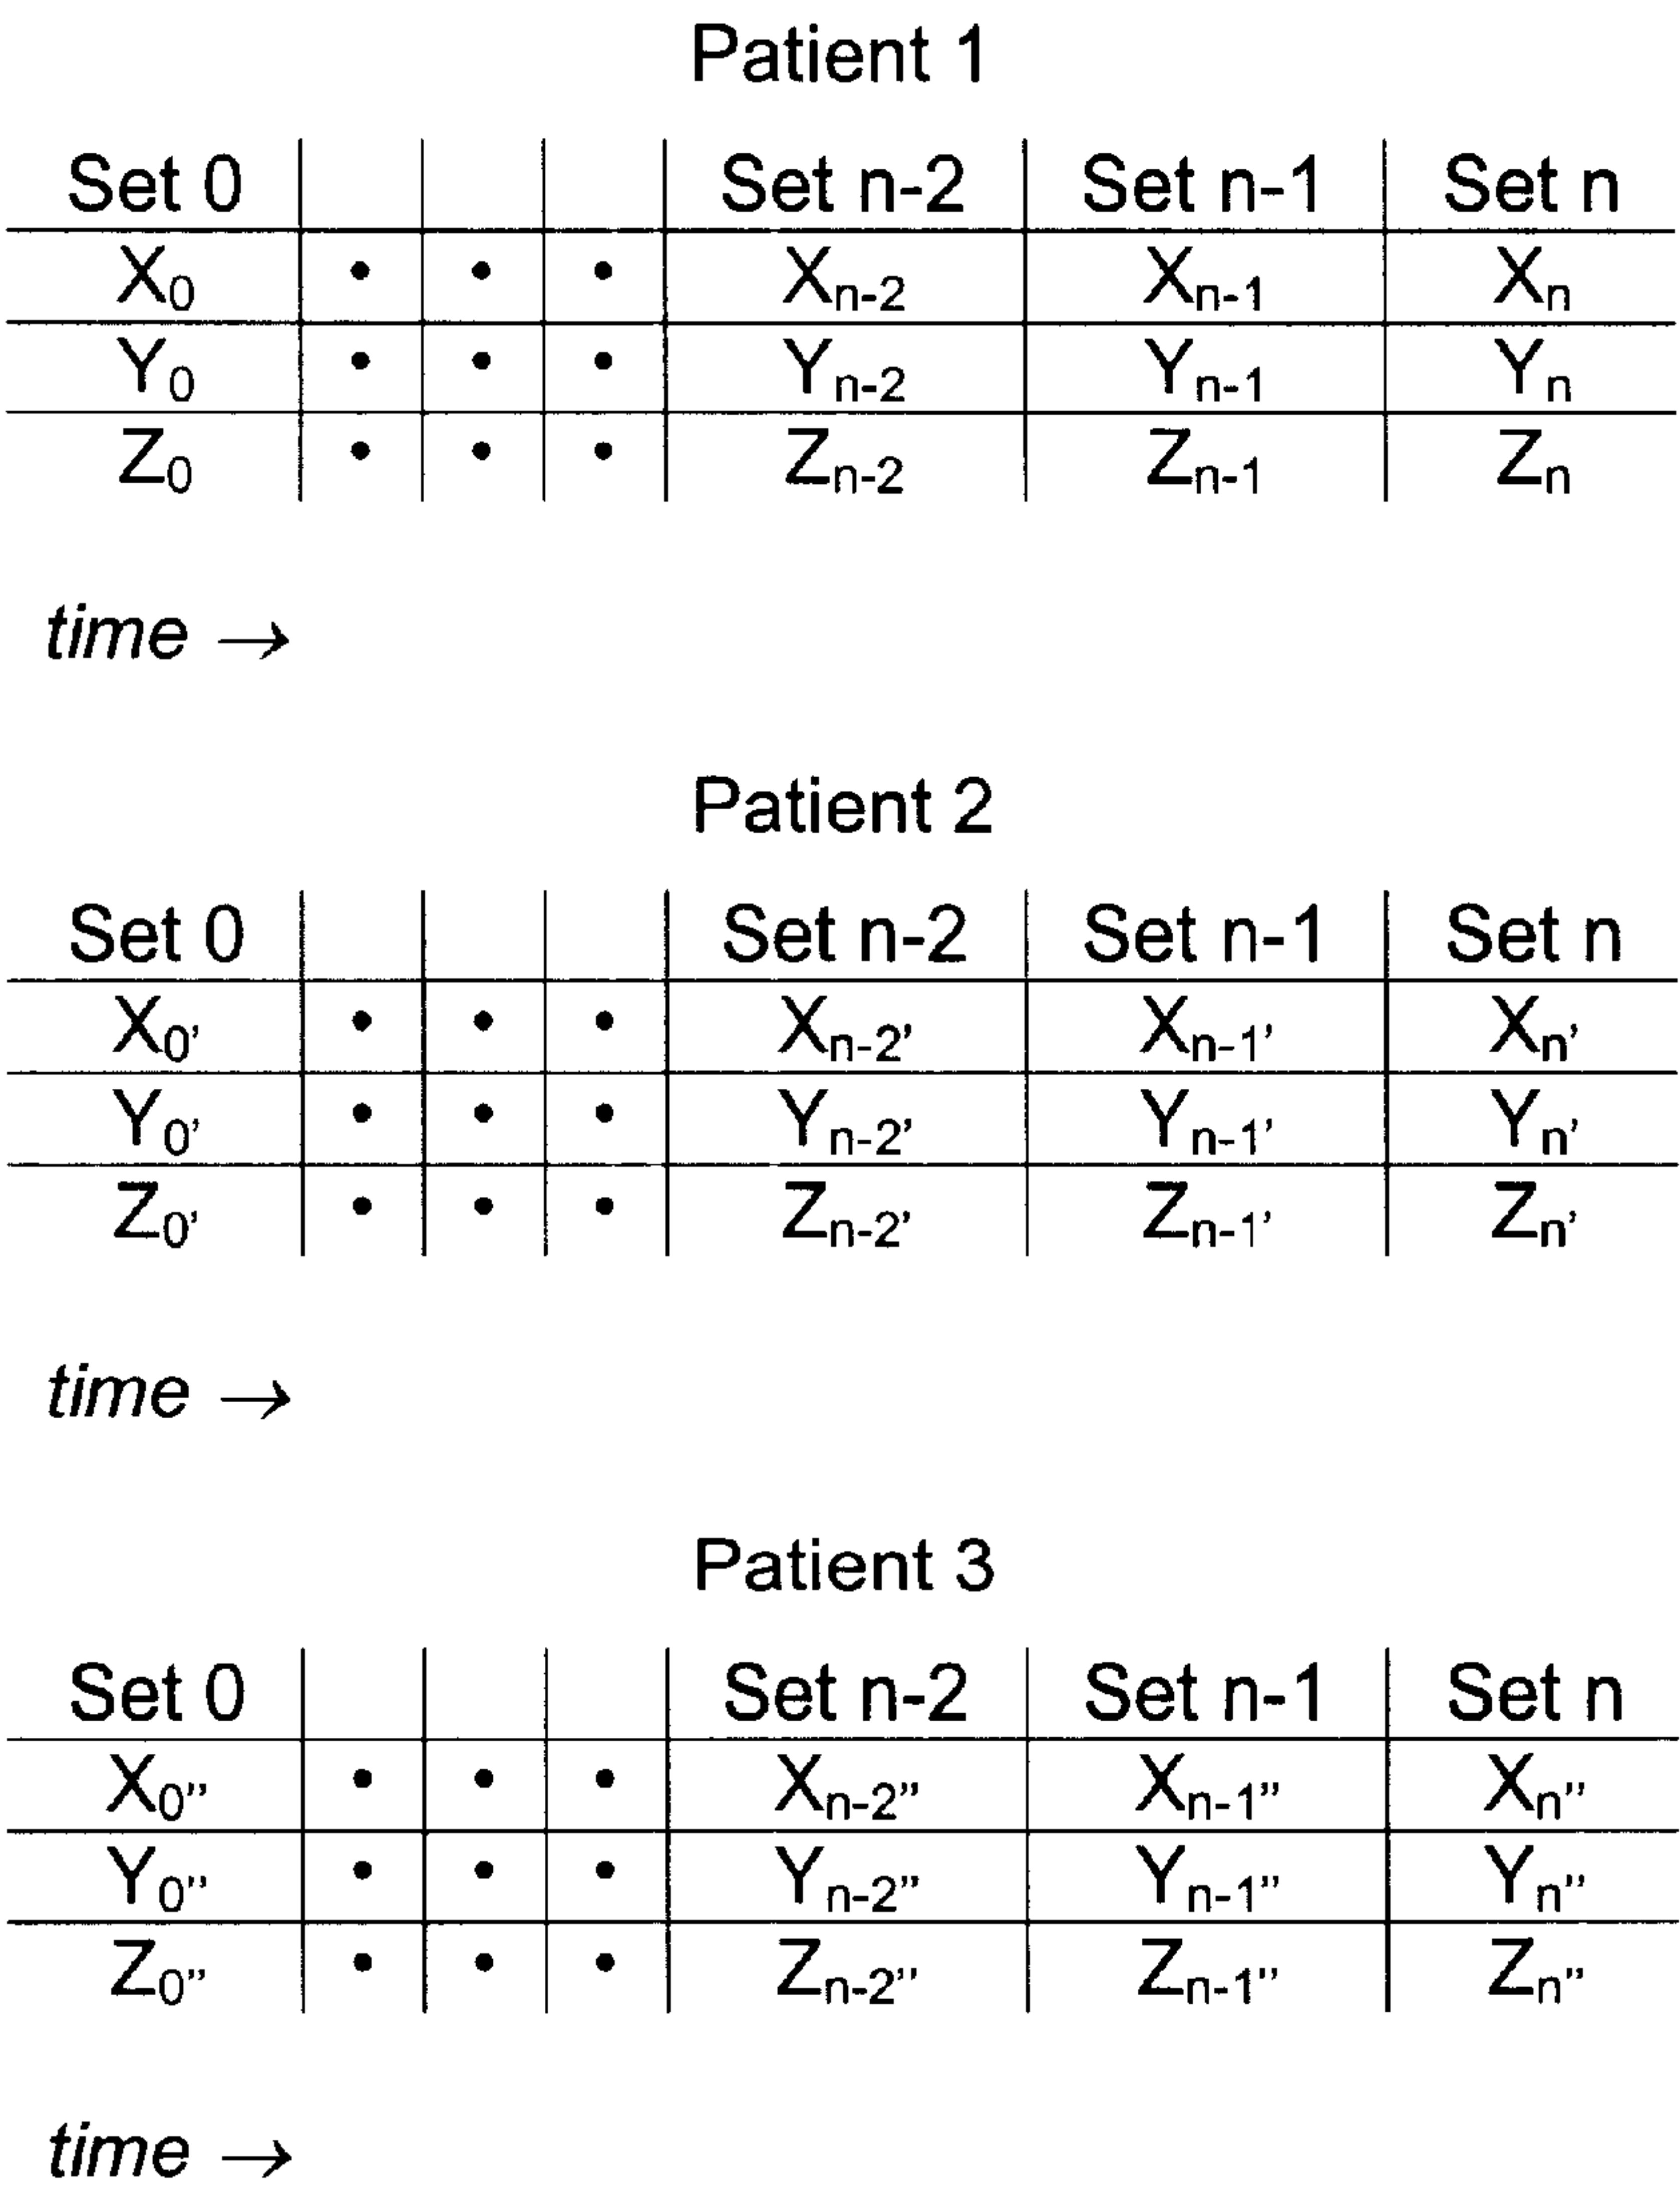 Patient 1
Set 0 Set n-2 Set n-1 Set n
X0 • • • Xn-2 Xn-1 Xn
Y0 • • • Yn-2 Yn-1 Yn
Z0 • • • Zn-2 Zn-1 Zn
time →
Patient 2
Set 0 Set n-2 Set n-1 Set n
X0' • • • Xn-2' Xn-1' Xn'
Y0' • • • Yn-2' Yn-1' Yn'
Z0' • • • Zn-2' Zn-1' Zn'
time →
Patient 3
Set 0 Set n-2 Set n-1 Set n
X0" • • • Xn-2" Xn-1" Xn"
Y0" • • • Yn-2" Yn-1" Yn"
Z0" • • • Zn-2" Zn-1" Zn"
time →